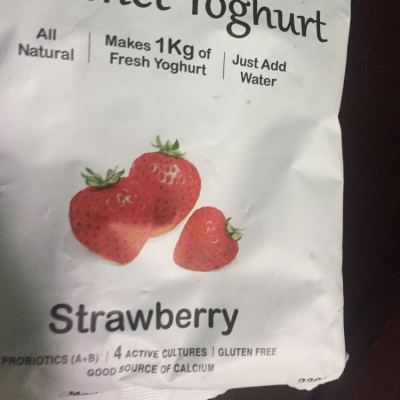 Yoghurt
All Natural | Makes 1Kg of Fresh Yoghurt | Just Add Water
Strawberry
PROBIOTICS (A+B) | 4 ACTIVE CULTURES | GLUTEN FREE
GOOD SOURCE OF CALCIUM